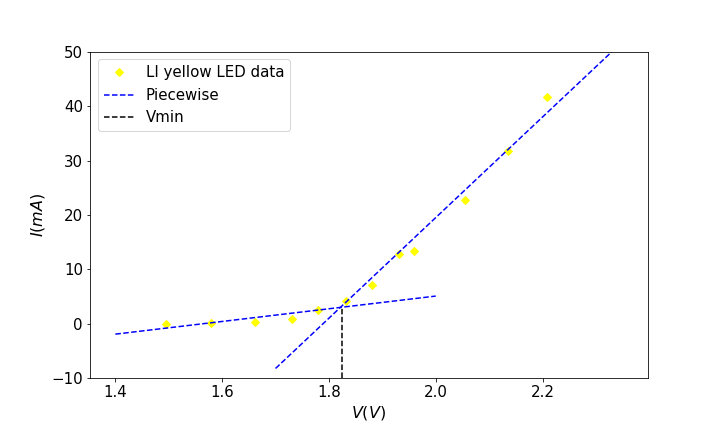 50
40
30
20
10
0
−10
I(mA)
LI yellow LED data
Piecewise
Vmin
1.4 1.6 1.8 2.0 2.2
V(V)